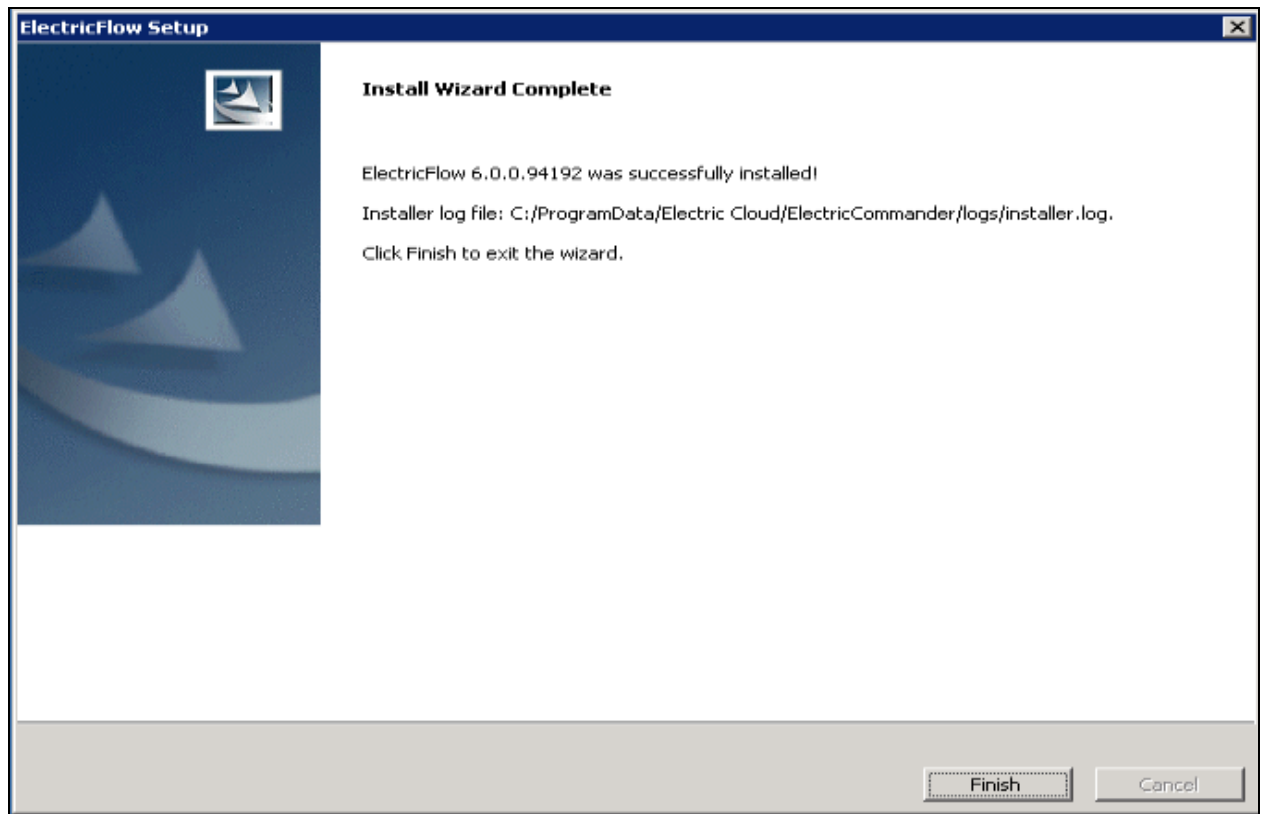 ElectricFlow Setup
Install Wizard Complete
ElectricFlow 6.0.0.94192 was successfully installed!
Installer log file: C:/ProgramData/Electric Cloud/ElectricCommander/logs/installer.log.
Click Finish to exit the wizard.
Finish
Cancel